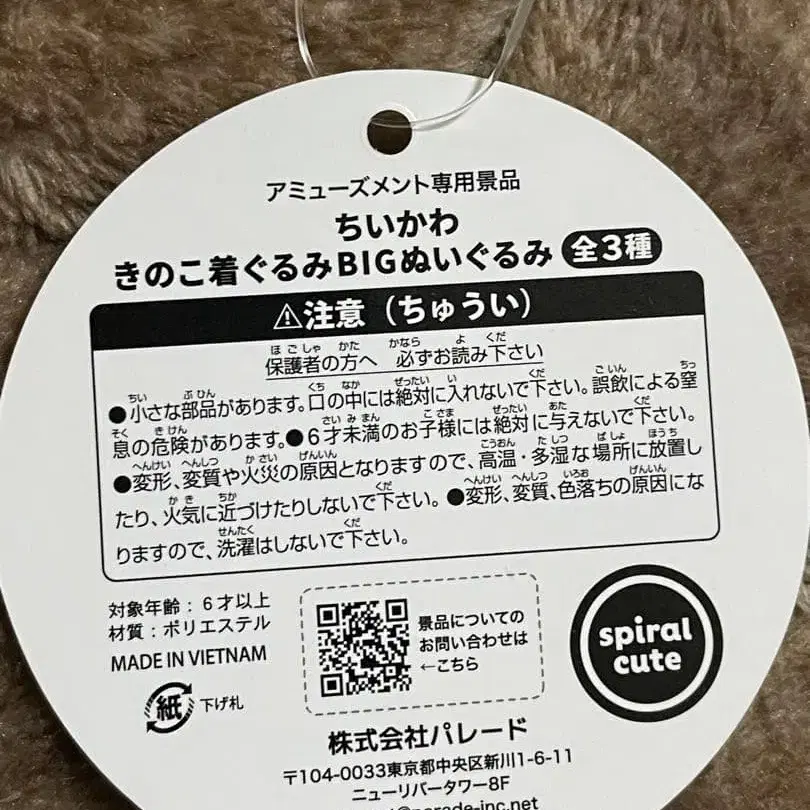 アミューズメント専用景品
ちいかわ
きのこ着ぐるみBIGぬいぐるみ 全3種
⚠注意（ちゅうい）
保護者の方へ 必ずお読み下さい
●小さな部品があります。口の中には絶対に入れないで下さい。誤飲による窒
息の危険があります。●6才未満のお子様には絶対に与えないで下さい。
●変形、変質や火災の原因となりますので、高温・多湿な場所に放置し
たり、火気に近づけたりしないで下さい。●変形、変質、色落ちの原因にな
りますので、洗濯はしないで下さい。
対象年齢：6才以上
材質：ポリエステル
MADE IN VIETNAM
紙 下げ札
景品についての
お問い合わせは
←こちら
spiral
cute
株式会社パレード
〒104-0033東京都中央区新川1-6-11
ニューリバータワー8F
@parade-inc.net